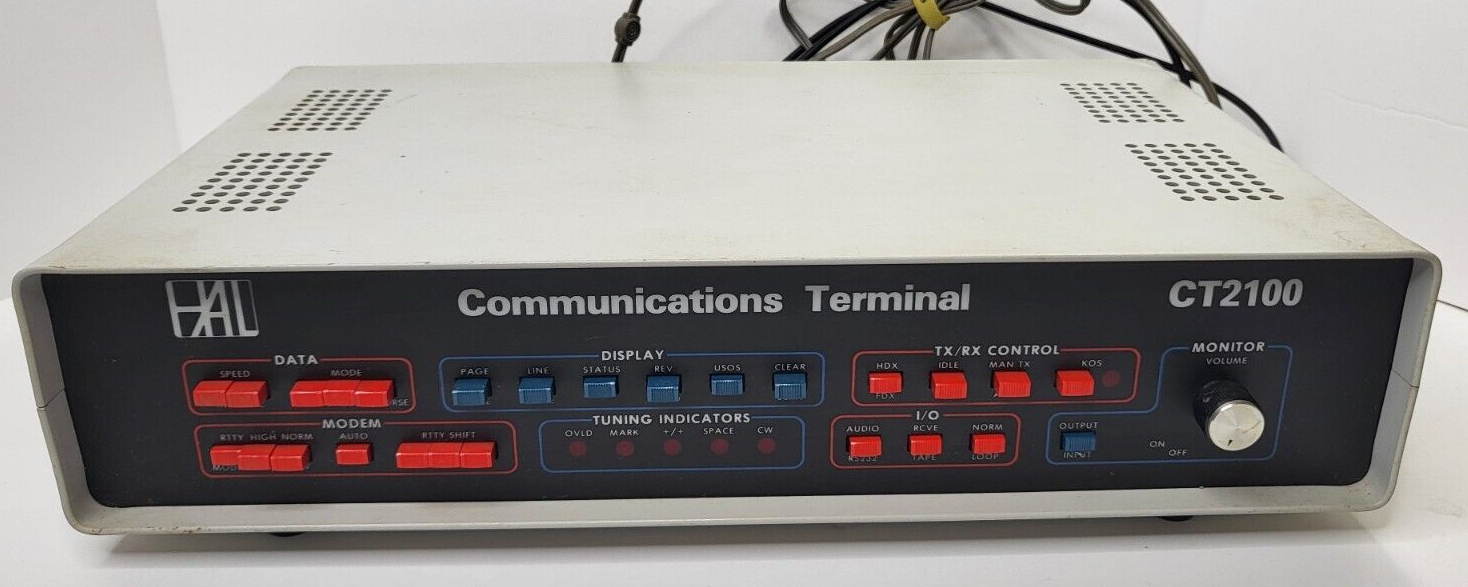 HAL
Communications Terminal
CT2100
DATA
SPEED
MODE
DISPLAY
PAGE
LINE
STATUS
REV
USOS
CLEAR
TX/RX CONTROL
HDX
FDX
IDLE
MAN TX
KOS
MONITOR
VOLUME
MODEM
RTTY HIGH NORM
AUTO
RTTY SHIFT
TUNING INDICATORS
OVLD
MARK
+/+
SPACE
CW
I/O
AUDIO
RS232
RCVE
TAPE
NORM
LOOP
OUTPUT
INPUT
ON
OFF